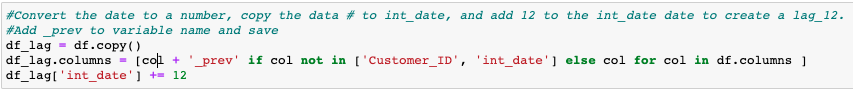 #Convert the date to a number, copy the data # to int_date, and add 12 to the int_date date to create a lag_12.
#Add _prev to variable name and save
df_lag = df.copy()
df_lag.columns = [col + '_prev' if col not in ['Customer_ID', 'int_date'] else col for col in df.columns ]
df_lag['int_date'] += 12